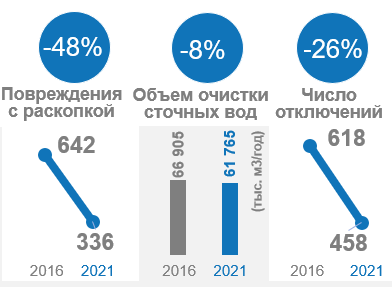 -48%
-8%
-26%
Повреждения
с раскопкой
Объем очистки
сточных вод
Число
отключений
642
336
2016 2021
66 905
61 765
(тыс. м3/год)
2016 2021
618
458
2016 2021